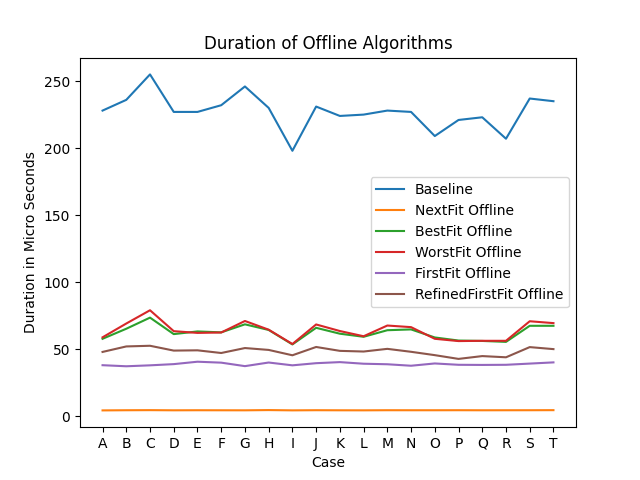 Duration of Offline Algorithms
Duration in Micro Seconds
250
200
150
100
50
0
Baseline
NextFit Offline
BestFit Offline
WorstFit Offline
FirstFit Offline
RefinedFirstFit Offline
A B C D E F G H I J K L M N O P Q R S T
Case